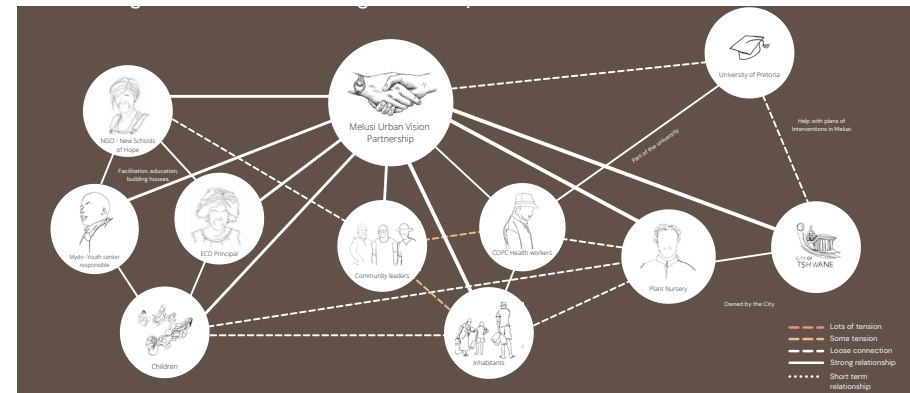 University of Pretoria
Melusi Urban Vision
Partnership
Help with plans of
Interventions in Melusi
NGO - New Schools
of Hope
Part of the university
Facilitation, education,
building houses
Mydo -Youth center
responsible
ECD Principal
COPC Health workers
Community leaders
CITY OF
TSHWANE
Plant Nursery
Owned by the City
Children
Inhabitants
Lots of tension
Some tension
Loose connection
Strong relationship
Short term
relationship